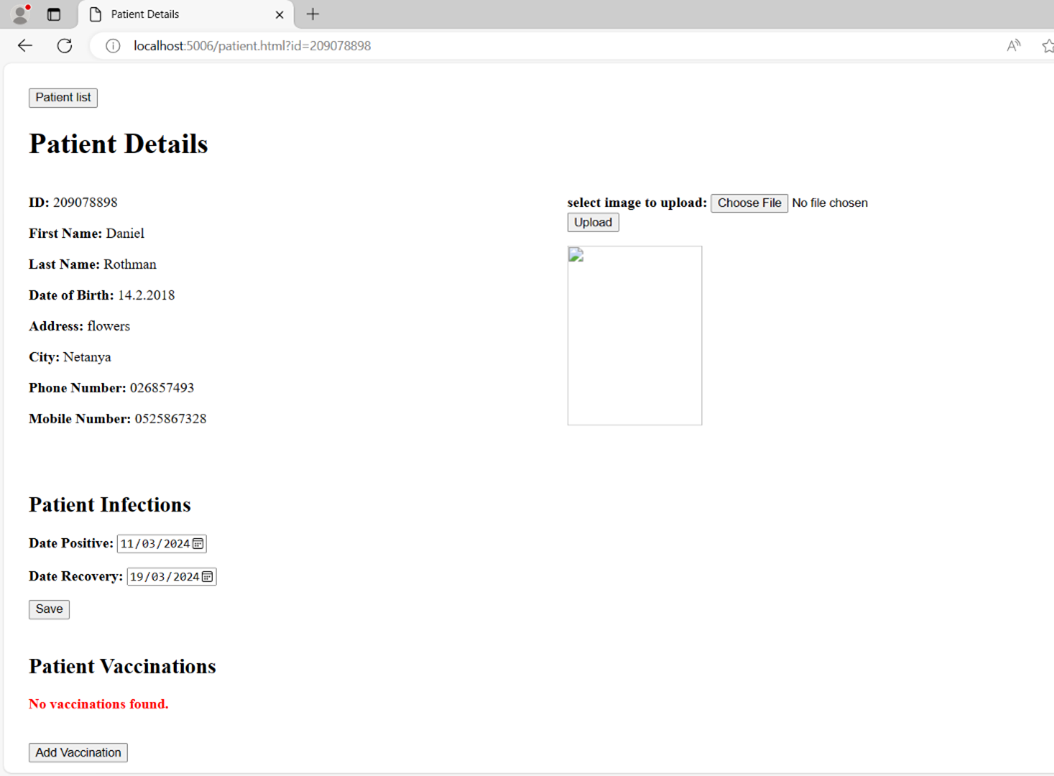 Patient Details
localhost:5006/patient.html?id=209078898
Patient list
Patient Details
ID: 209078898
First Name: Daniel
Last Name: Rothman
Date of Birth: 14.2.2018
Address: flowers
City: Netanya
Phone Number: 026857493
Mobile Number: 0525867328
select image to upload: Choose File No file chosen
Upload
Patient Infections
Date Positive: 11/03/2024
Date Recovery: 19/03/2024
Save
Patient Vaccinations
No vaccinations found.
Add Vaccination